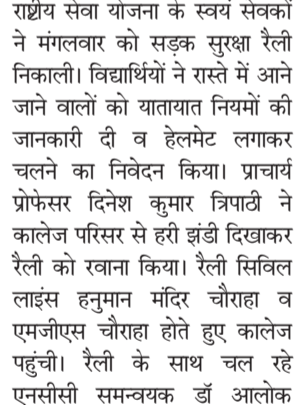 राष्ट्रीय सेवा योजना के स्वयं सेवकों
ने मंगलवार को सड़क सुरक्षा रैली
निकाली। विद्यार्थियों ने रास्ते में आने
जाने वालों को यातायात नियमों की
जानकारी दी व हेलमेट लगाकर
चलने का निवेदन किया। प्राचार्य
प्रोफेसर दिनेश कुमार त्रिपाठी ने
कालेज परिसर से हरी झंडी दिखाकर
रैली को रवाना किया। रैली सिविल
लाइंस हनुमान मंदिर चौराहा व
एमजीएस चौराहा होते हुए कालेज
पहुंची। रैली के साथ चल रहे
एनसीसी समन्वयक डॉ आलोक